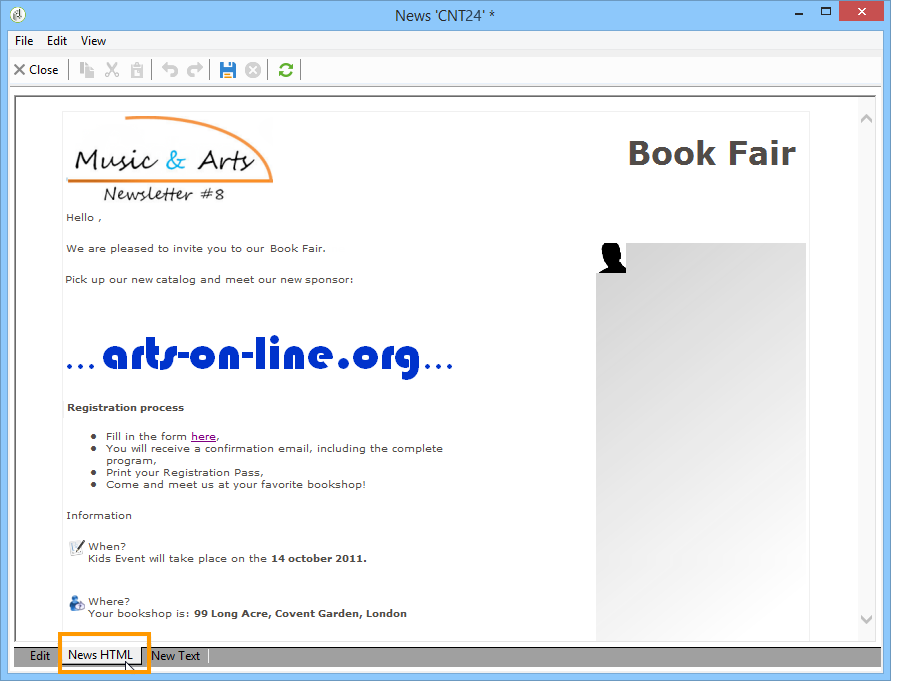 News 'CNT24' *
File Edit View
Close
Music & Arts
Newsletter #8
Book Fair
Hello ,
We are pleased to invite you to our Book Fair.
Pick up our new catalog and meet our new sponsor:
...arts-on-line.org...
Registration process
Fill in the form here,
You will receive a confirmation email, including the complete
program,
Print your Registration Pass,
Come and meet us at your favorite bookshop!
Information
When?
Kids Event will take place on the 14 october 2011.
Where?
Your bookshop is: 99 Long Acre, Covent Garden, London
Edit News HTML New Text